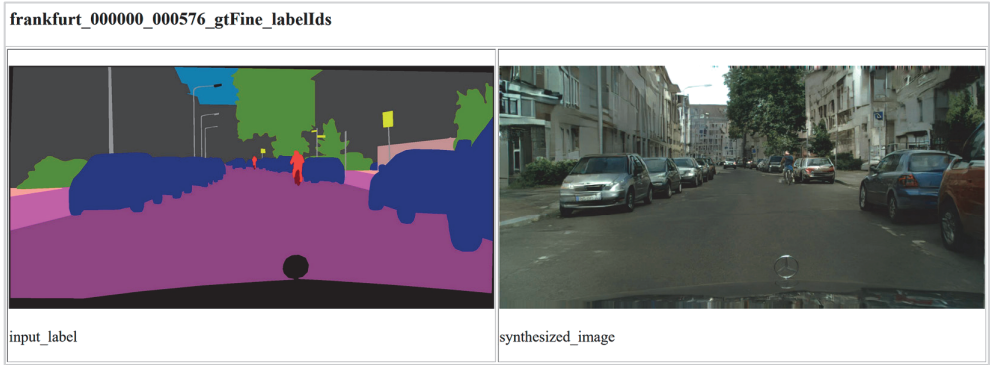 frankfurt_000000_000576_gtFine_labelIds
input_label
synthesized_image